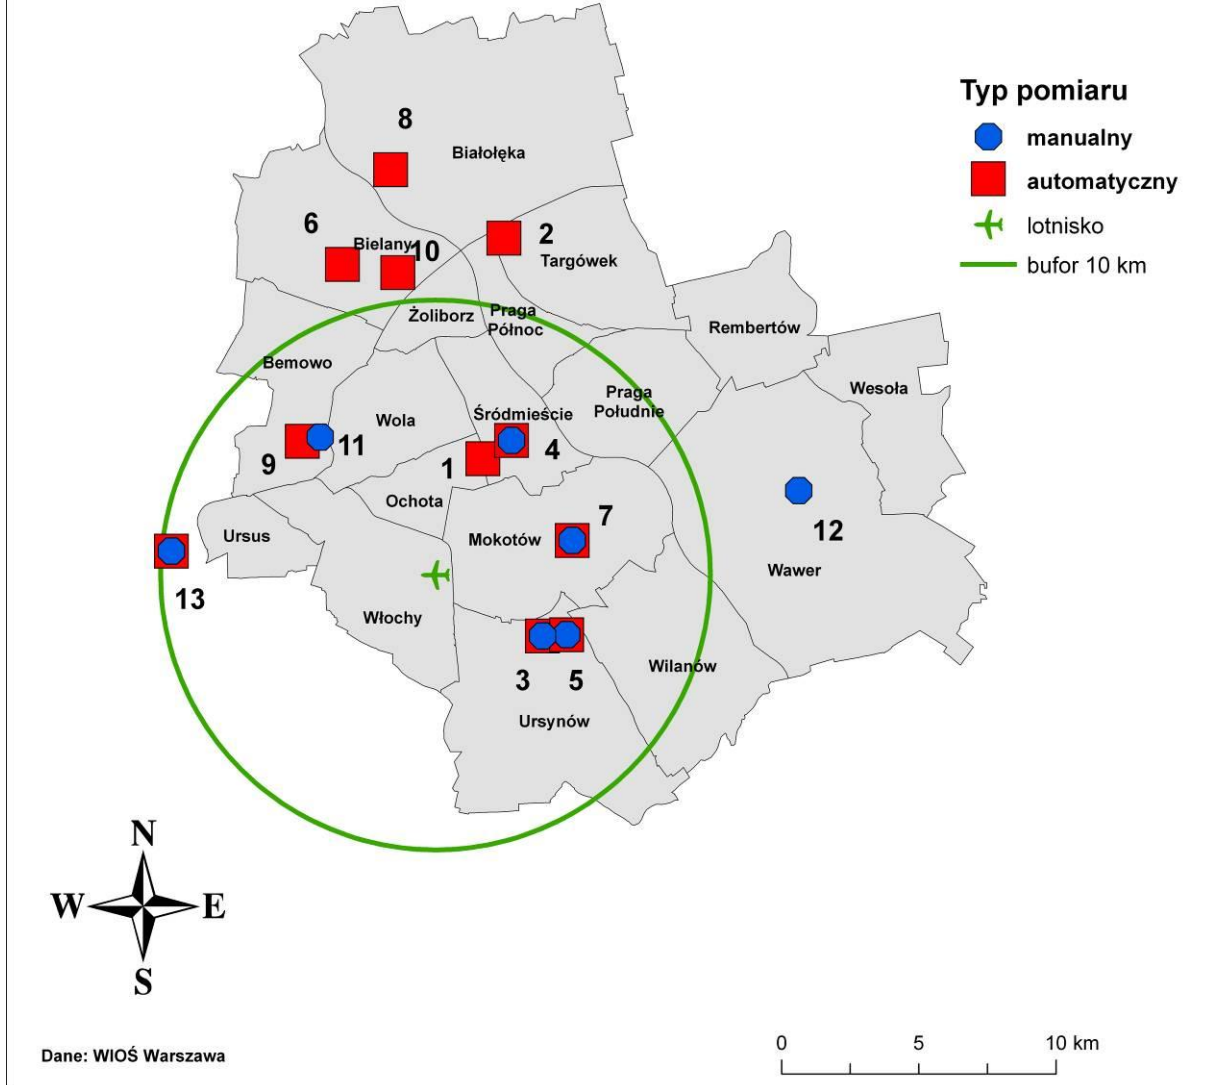 Typ pomiaru
manualny
automatyczny
lotnisko
bufor 10 km
8
Białołęka
6
Bielany
10
2
Targówek
Żoliborz
Praga
Północ
Rembertów
Bemowo
Praga
Południe
Wesoła
Wola
Śródmieście
9
11
1
4
Ochota
7
12
Ursus
Mokotów
Wawer
13
Włochy
3
5
Wilanów
Ursynów
N
W
E
S
Dane: WIOŚ Warszawa
0 5 10 km